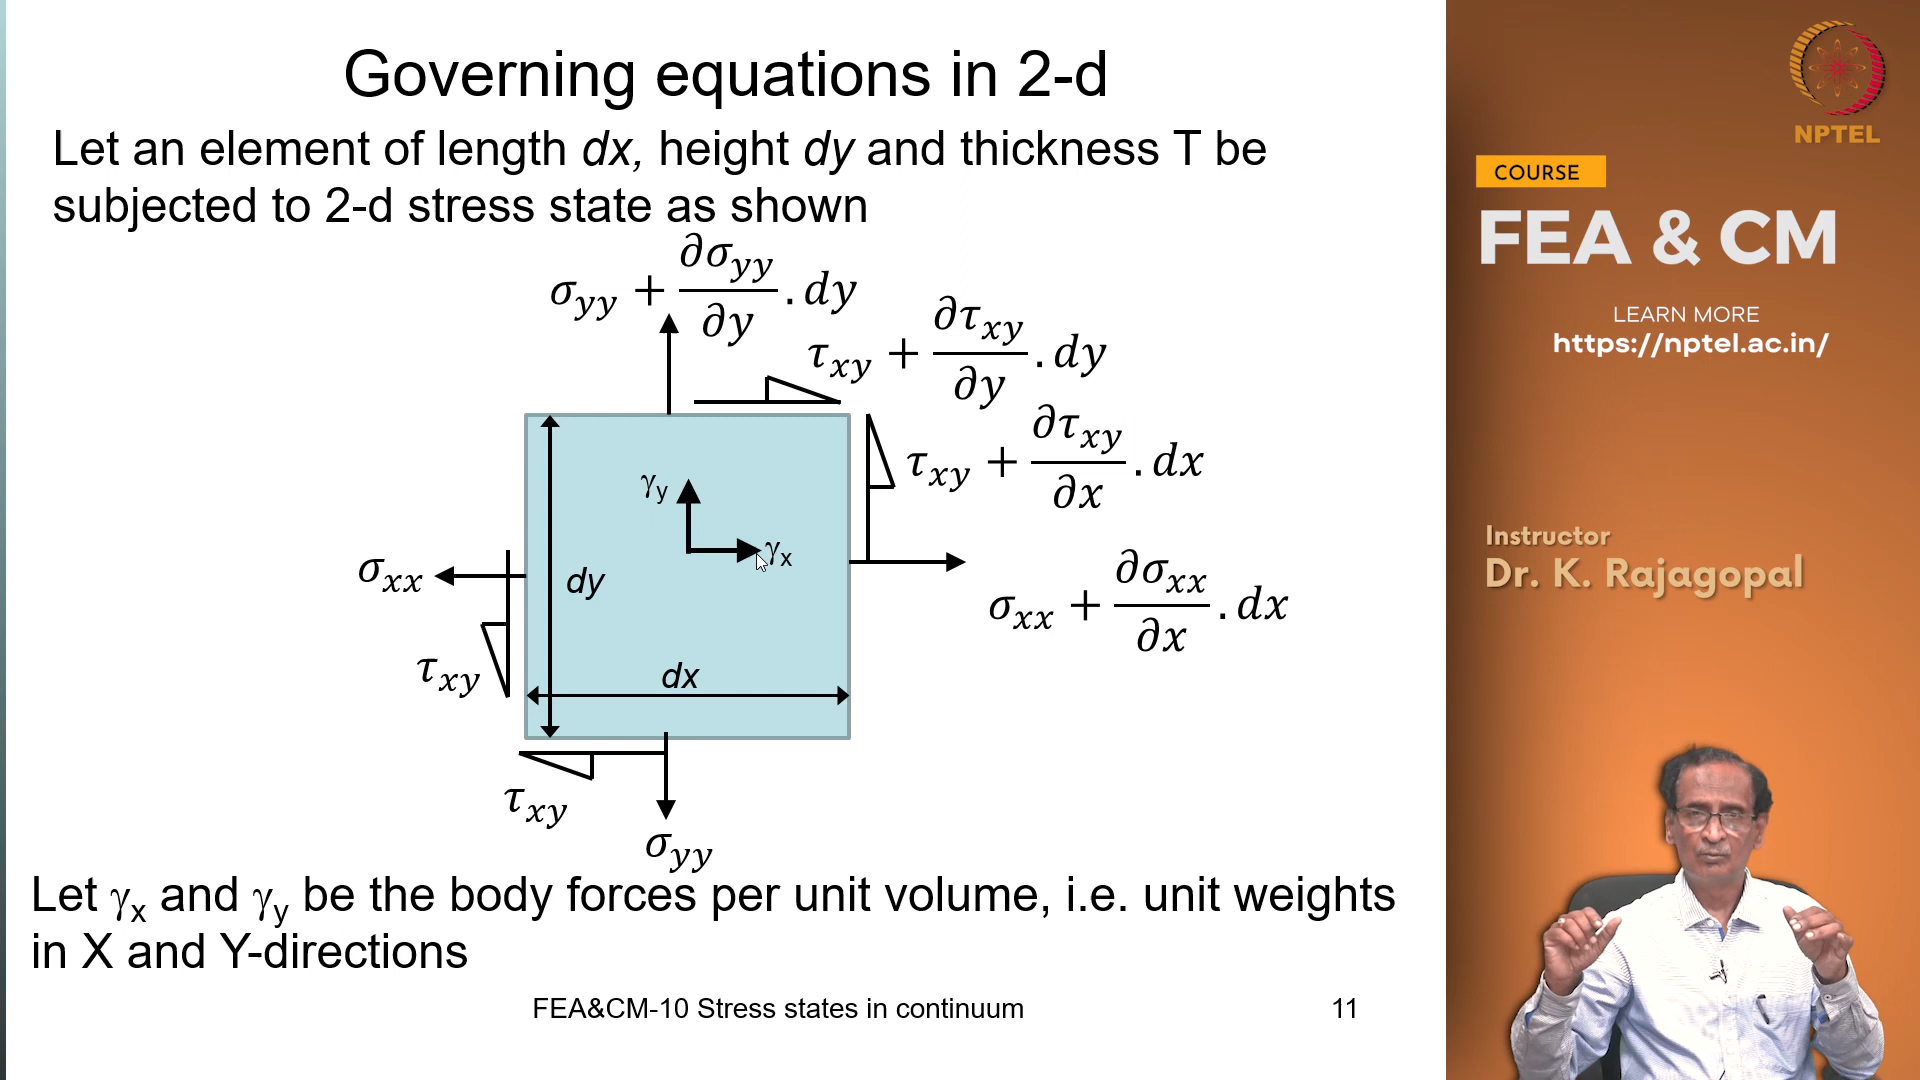 Governing equations in 2-d
Let an element of length dx, height dy and thickness T be
subjected to 2-d stress state as shown
σyy + ∂σyy/∂y . dy
τxy + ∂τxy/∂y . dy
τxy + ∂τxy/∂x . dx
γy
γx
σxx
dy
σxx + ∂σxx/∂x . dx
τxy
dx
τxy
σyy
Let γx and γy be the body forces per unit volume, i.e. unit weights
in X and Y-directions
FEA&CM-10 Stress states in continuum
11
NPTEL
COURSE
FEA & CM
LEARN MORE
https://nptel.ac.in/
Instructor
Dr. K. Rajagopal